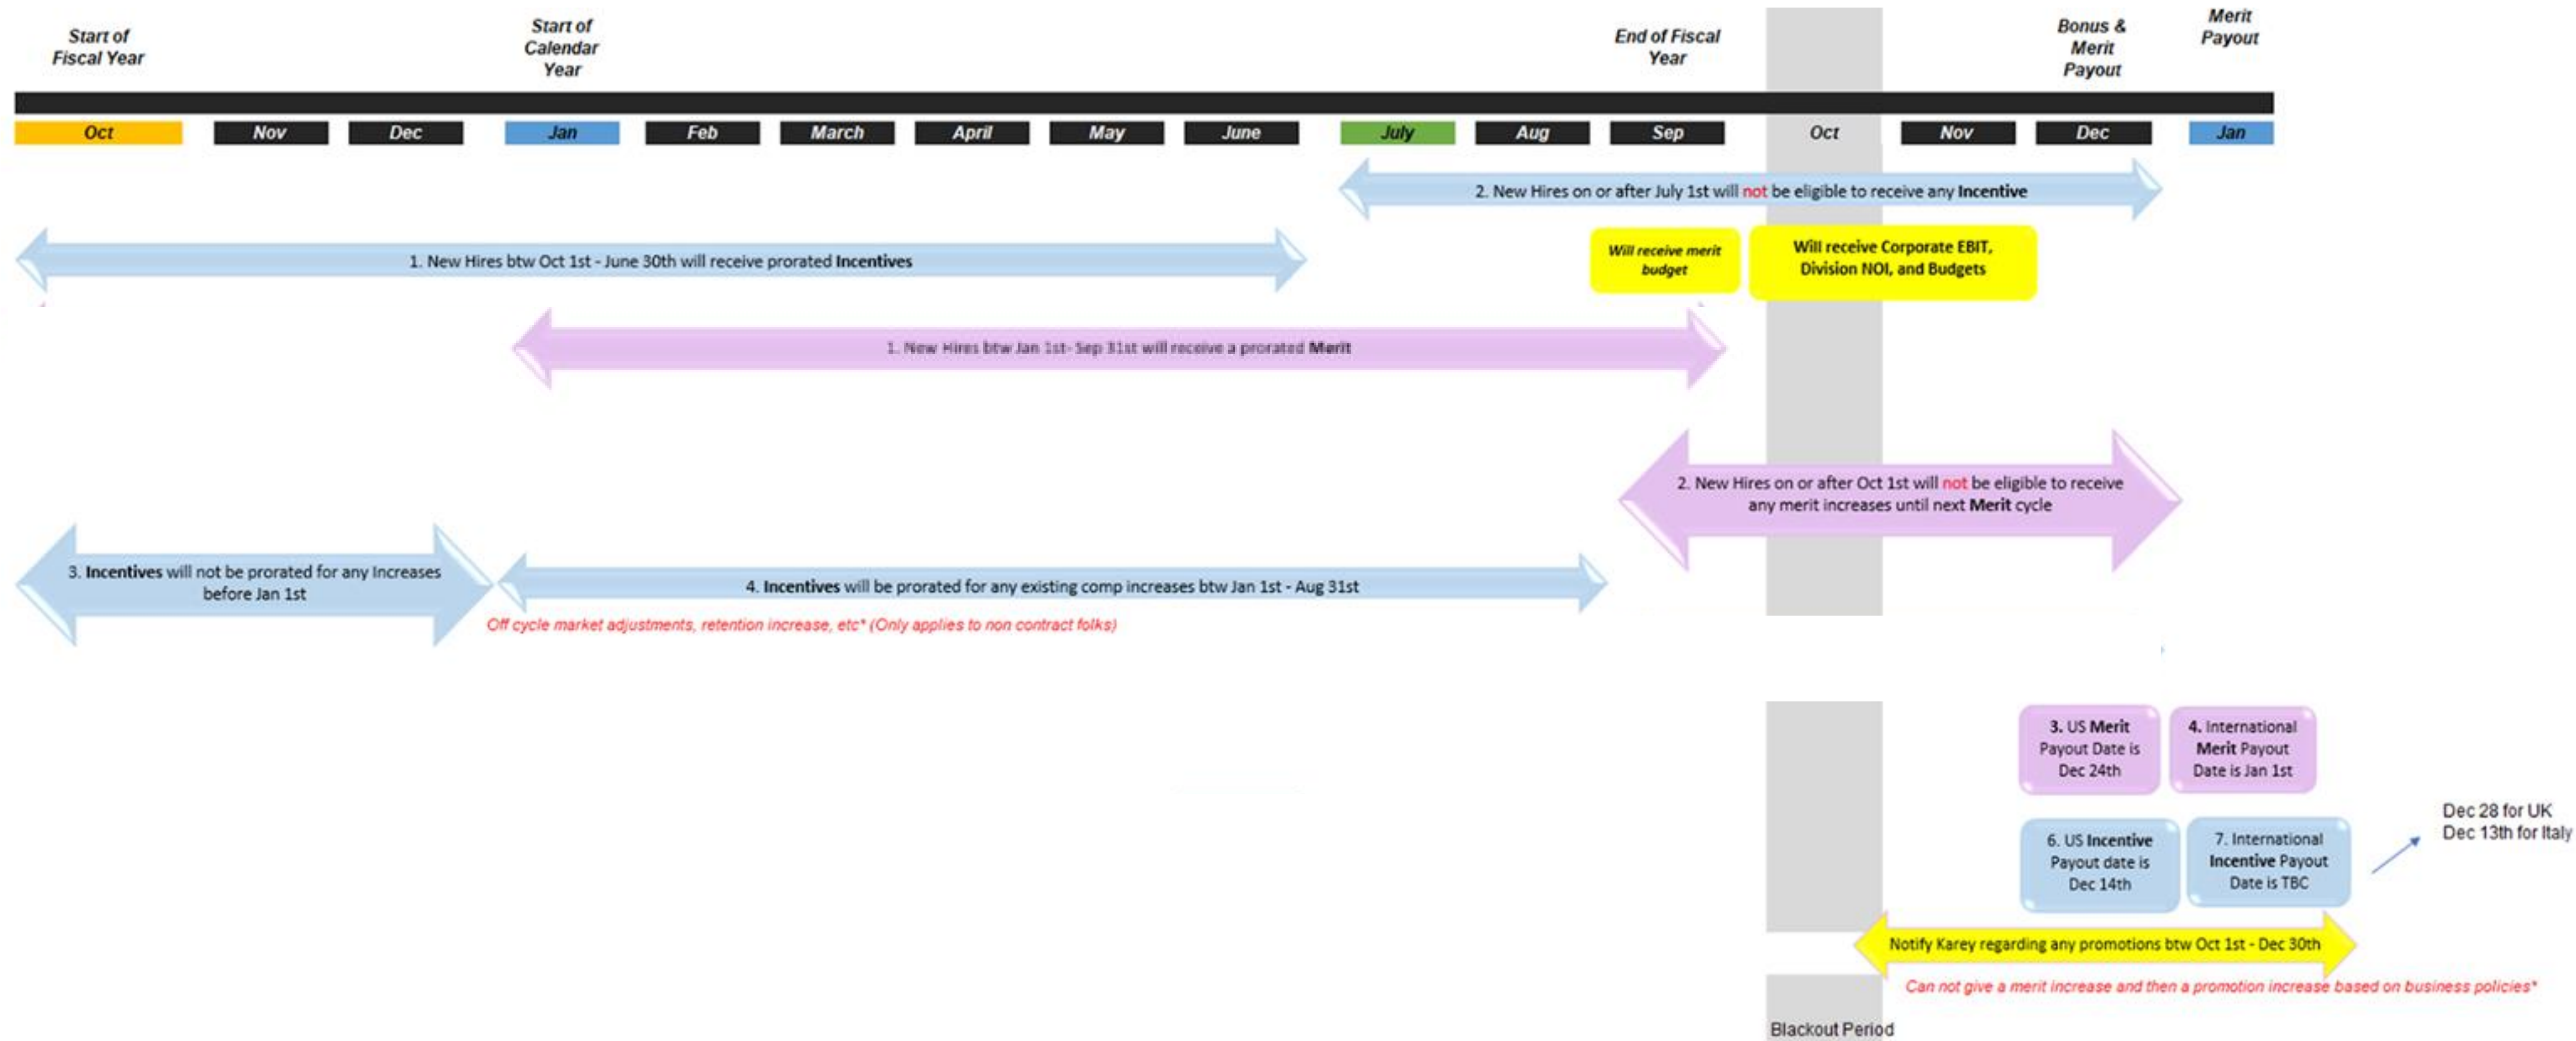 Start of
Fiscal Year
Start of
Calendar
Year
End of Fiscal
Year
Bonus &
Merit
Payout
Merit
Payout
Oct
Nov
Dec
Jan
Feb
March
April
May
June
July
Aug
Sep
Oct
Nov
Dec
Jan
2. New Hires on or after July 1st will not be eligible to receive any Incentive
1. New Hires btw Oct 1st - June 30th will receive prorated Incentives
Will receive merit
budget
Will receive Corporate EBIT,
Division NOI, and Budgets
1. New Hires btw Jan 1st- Sep 31st will receive a prorated Merit
2. New Hires on or after Oct 1st will not be eligible to receive
any merit increases until next Merit cycle
3. Incentives will not be prorated for any Increases
before Jan 1st
4. Incentives will be prorated for any existing comp increases btw Jan 1st - Aug 31st
Off cycle market adjustments, retention increase, etc* (Only applies to non contract folks)
3. US Merit
Payout Date is
Dec 24th
4. International
Merit Payout
Date is Jan 1st
6. US Incentive
Payout date is
Dec 14th
7. International
Incentive Payout
Date is TBC
Dec 28 for UK
Dec 13th for Italy
Notify Karey regarding any promotions btw Oct 1st - Dec 30th
Can not give a merit increase and then a promotion increase based on business policies*
Blackout Period